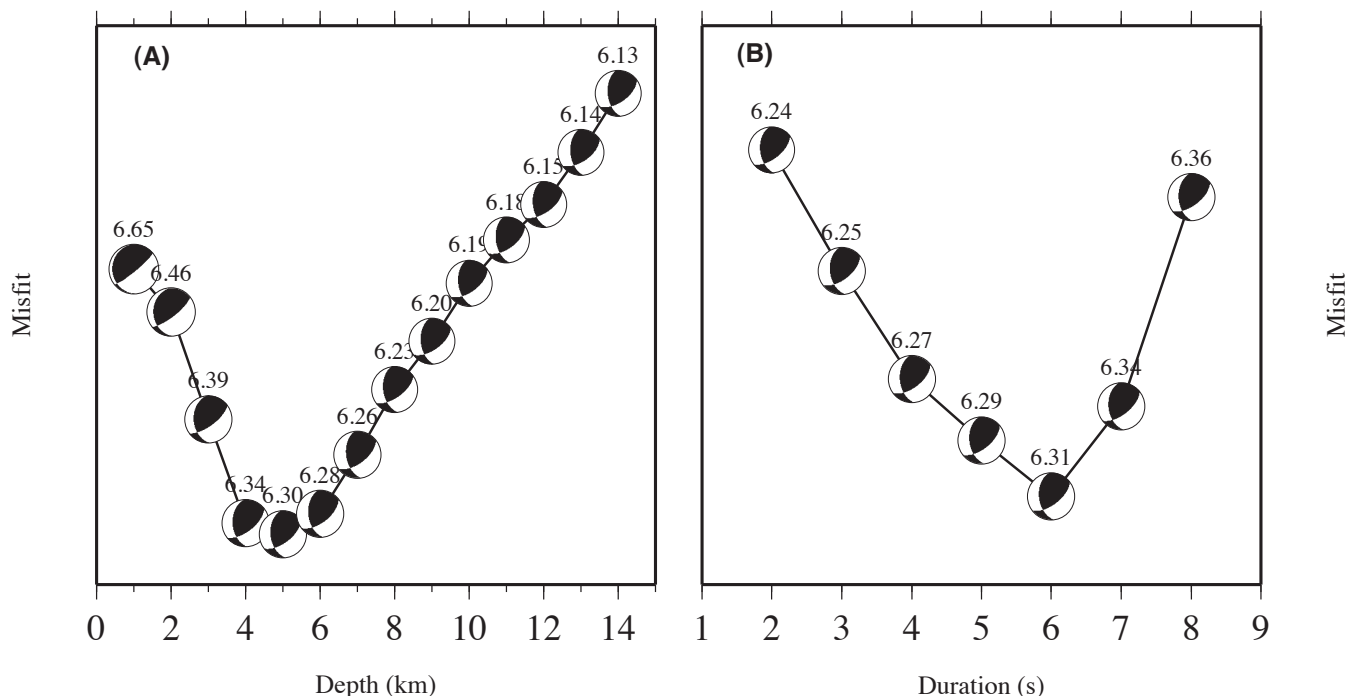 (A)
6.13
6.14
6.15
6.18
6.19
6.20
6.23
6.26
6.28
6.30
6.34
6.39
6.46
6.65
Misfit
0 2 4 6 8 10 12 14
Depth (km)
(B)
6.24
6.25
6.27
6.29
6.31
6.34
6.36
1 2 3 4 5 6 7 8 9
Duration (s)
Misfit